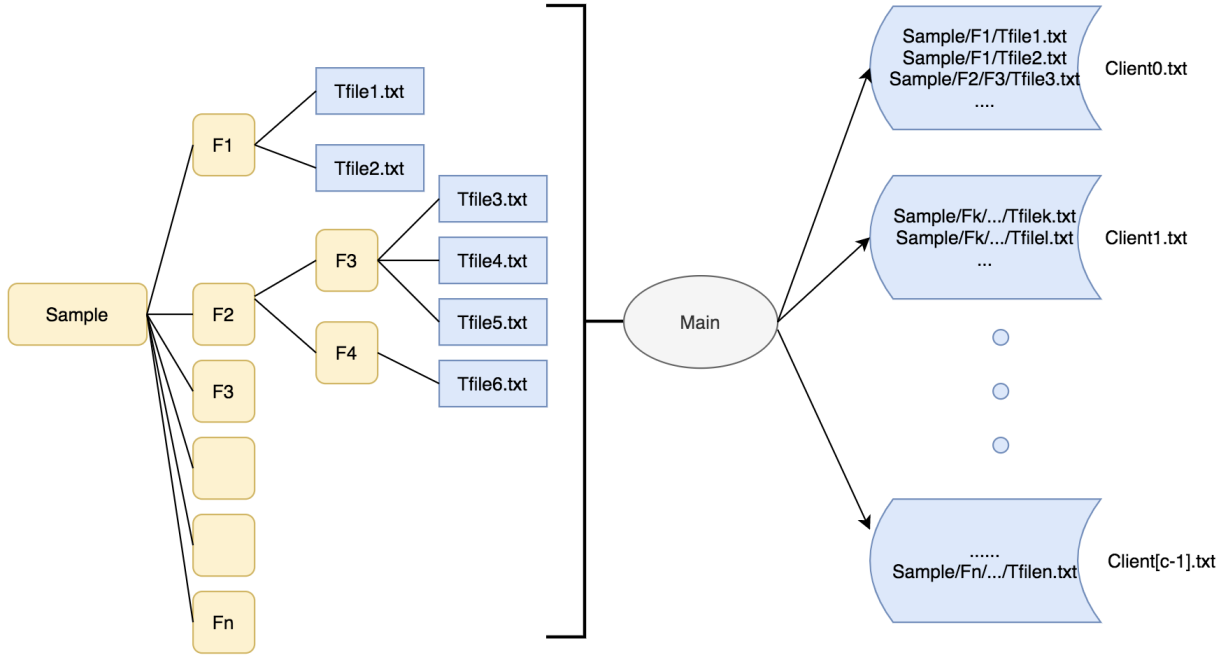 Sample
F1
Tfile1.txt
Tfile2.txt
F2
F3
Tfile3.txt
Tfile4.txt
Tfile5.txt
F4
Tfile6.txt
F3
Fn
Main
Sample/F1/Tfile1.txt
Sample/F1/Tfile2.txt
Sample/F2/F3/Tfile3.txt
....
Client0.txt
Sample/Fk/.../Tfilek.txt
Sample/Fk/.../Tfilel.txt
...
Client1.txt
......
Sample/Fn/.../Tfilen.txt
Client[c-1].txt